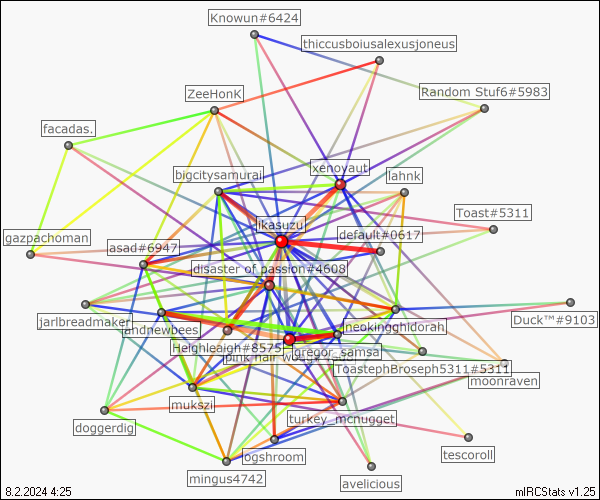 Knowun#6424
thiccusboiusalexusjoneus
ZeeHonK
Random Stuf6#5983
facadas.
xenoyaut
bigcitysamurai
lahnk
Toast#5311
likasuzu
default#0617
gazpachoman
asad#6947
disaster of passion#4608
jarlbreadmaker
andnewbees
neokingghidorah
Duck™#9103
Heighleaigh#8575
gregor_samsa
pink hair
ToastephBroseph5311#5311
moonraven
mukszi
turkey_mcnugget
doggerdig
ogshroom
tescoroll
mingus4742
avelicious
8.2.2024 4:25
mIRCStats v1.25